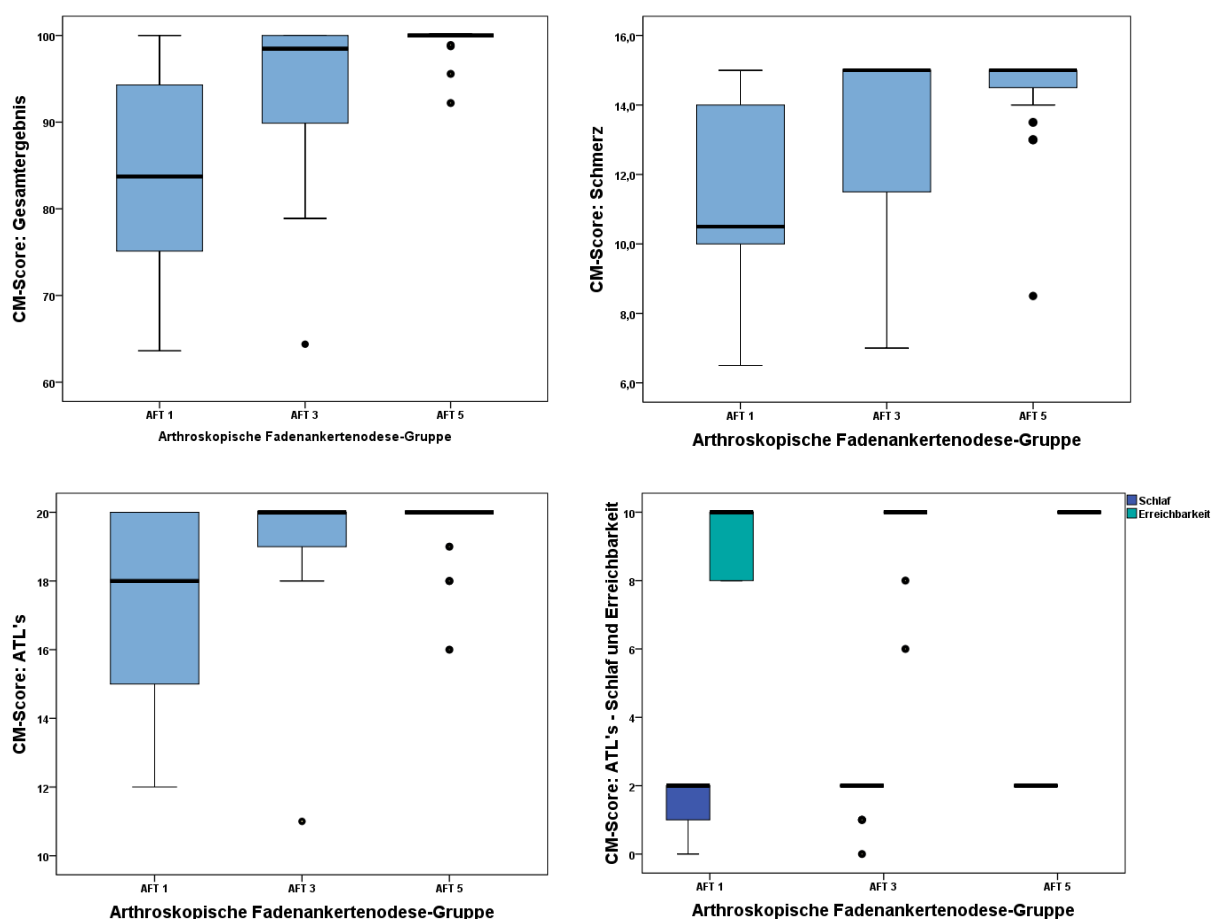 CM-Score: Gesamtergebnis
100
90
80
70
60
AFT 1
AFT 3
AFT 5
Arthroskopische Fadenankertenodese-Gruppe
CM-Score: Schmerz
16,0
14,0
12,0
10,0
8,0
6,0
AFT 1
AFT 3
AFT 5
Arthroskopische Fadenankertenodese-Gruppe
CM-Score: ATL's
20
18
16
14
12
10
AFT 1
AFT 3
AFT 5
Arthroskopische Fadenankertenodese-Gruppe
CM-Score: ATL's - Schlaf und Erreichbarkeit
10
8
6
4
2
0
AFT 1
AFT 3
AFT 5
Arthroskopische Fadenankertenodese-Gruppe
Schlaf
Erreichbarkeit